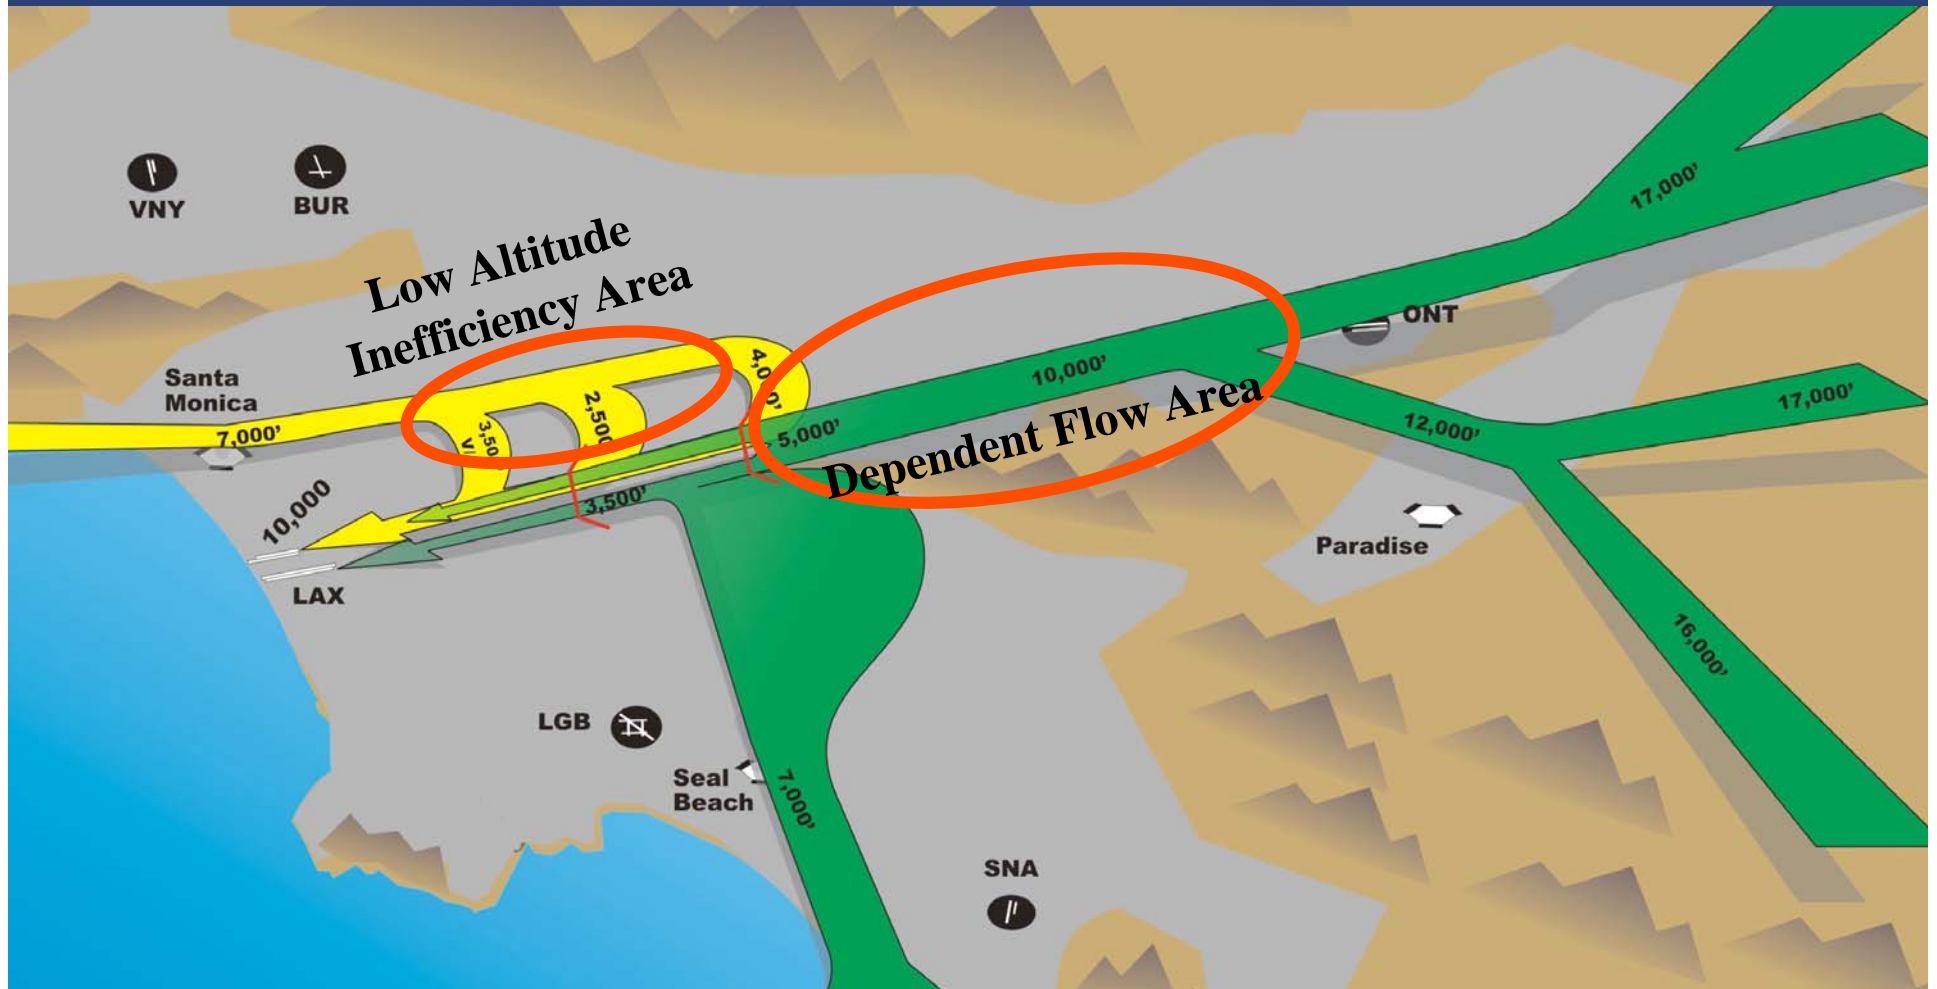 17,000’
VNY
BUR
Low Altitude
Inefficiency Area
ONT
10,000’
Santa
Monica
7,000’
5,000’
Dependent Flow Area
12,000’
17,000’
10,000
3,500’
LAX
Paradise
16,000’
LGB
Seal
Beach
7,000’
SNA